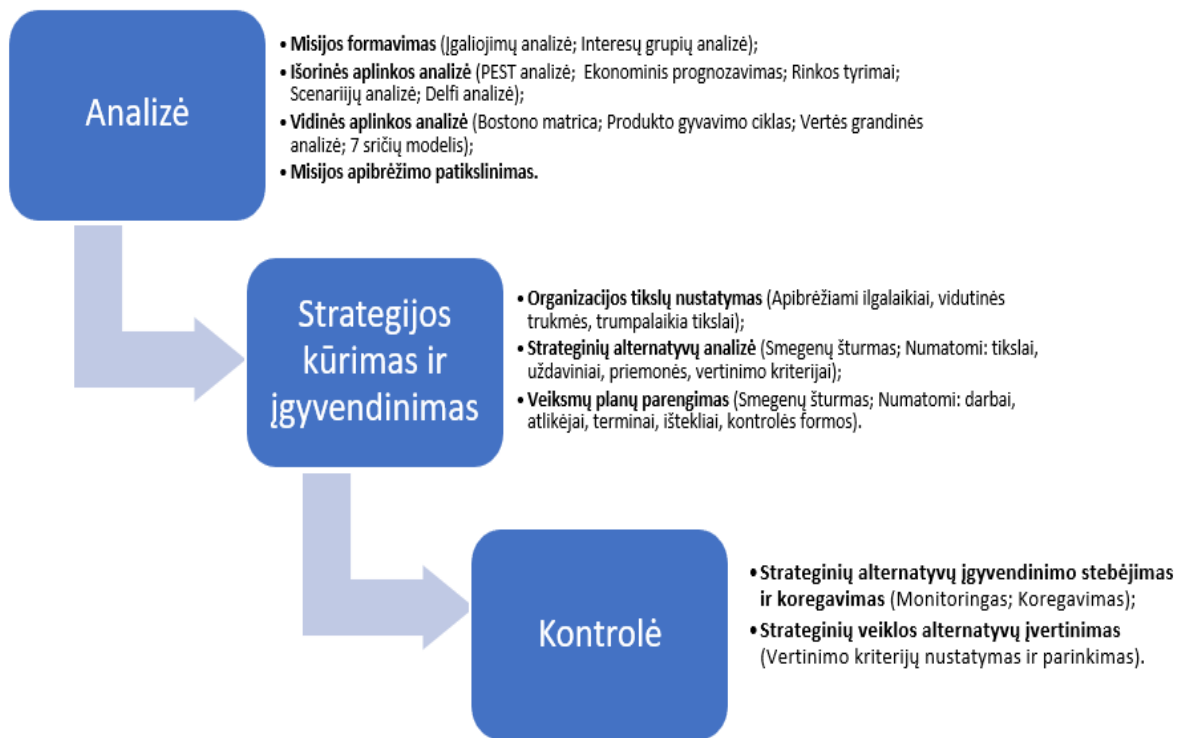 Analizė
• Misijos formavimas (Įgaliojimų analizė; Interesų grupių analizė);
• Išorinės aplinkos analizė (PEST analizė; Ekonominis prognozavimas; Rinkos tyrimai;
Scenarijų analizė; Delfi analizė);
• Vidinės aplinkos analizė (Bostono matrica; Produkto gyvavimo ciklas; Vertės grandinės
analizė; 7 sričių modelis);
• Misijos apibrėžimo patikslinimas.
Strategijos
kūrimas ir
įgyvendinimas
• Organizacijos tikslų nustatymas (Apibrėžiami ilgalaikiai, vidutinės
trukmės, trumpalaikia tikslai);
• Strateginių alternatyvų analizė (Smegenų šturmas; Numatomi: tikslai,
uždaviniai, priemonės, vertinimo kriterijai);
• Veiksmų planų parengimas (Smegenų šturmas; Numatomi: darbai,
atlikėjai, terminai, ištekliai, kontrolės formos).
Kontrolė
• Strateginių alternatyvų įgyvendinimo stebėjimas
ir koregavimas (Monitoringas; Koregavimas);
• Strateginių veiklos alternatyvų įvertinimas
(Vertinimo kriterijų nustatymas ir parinkimas).